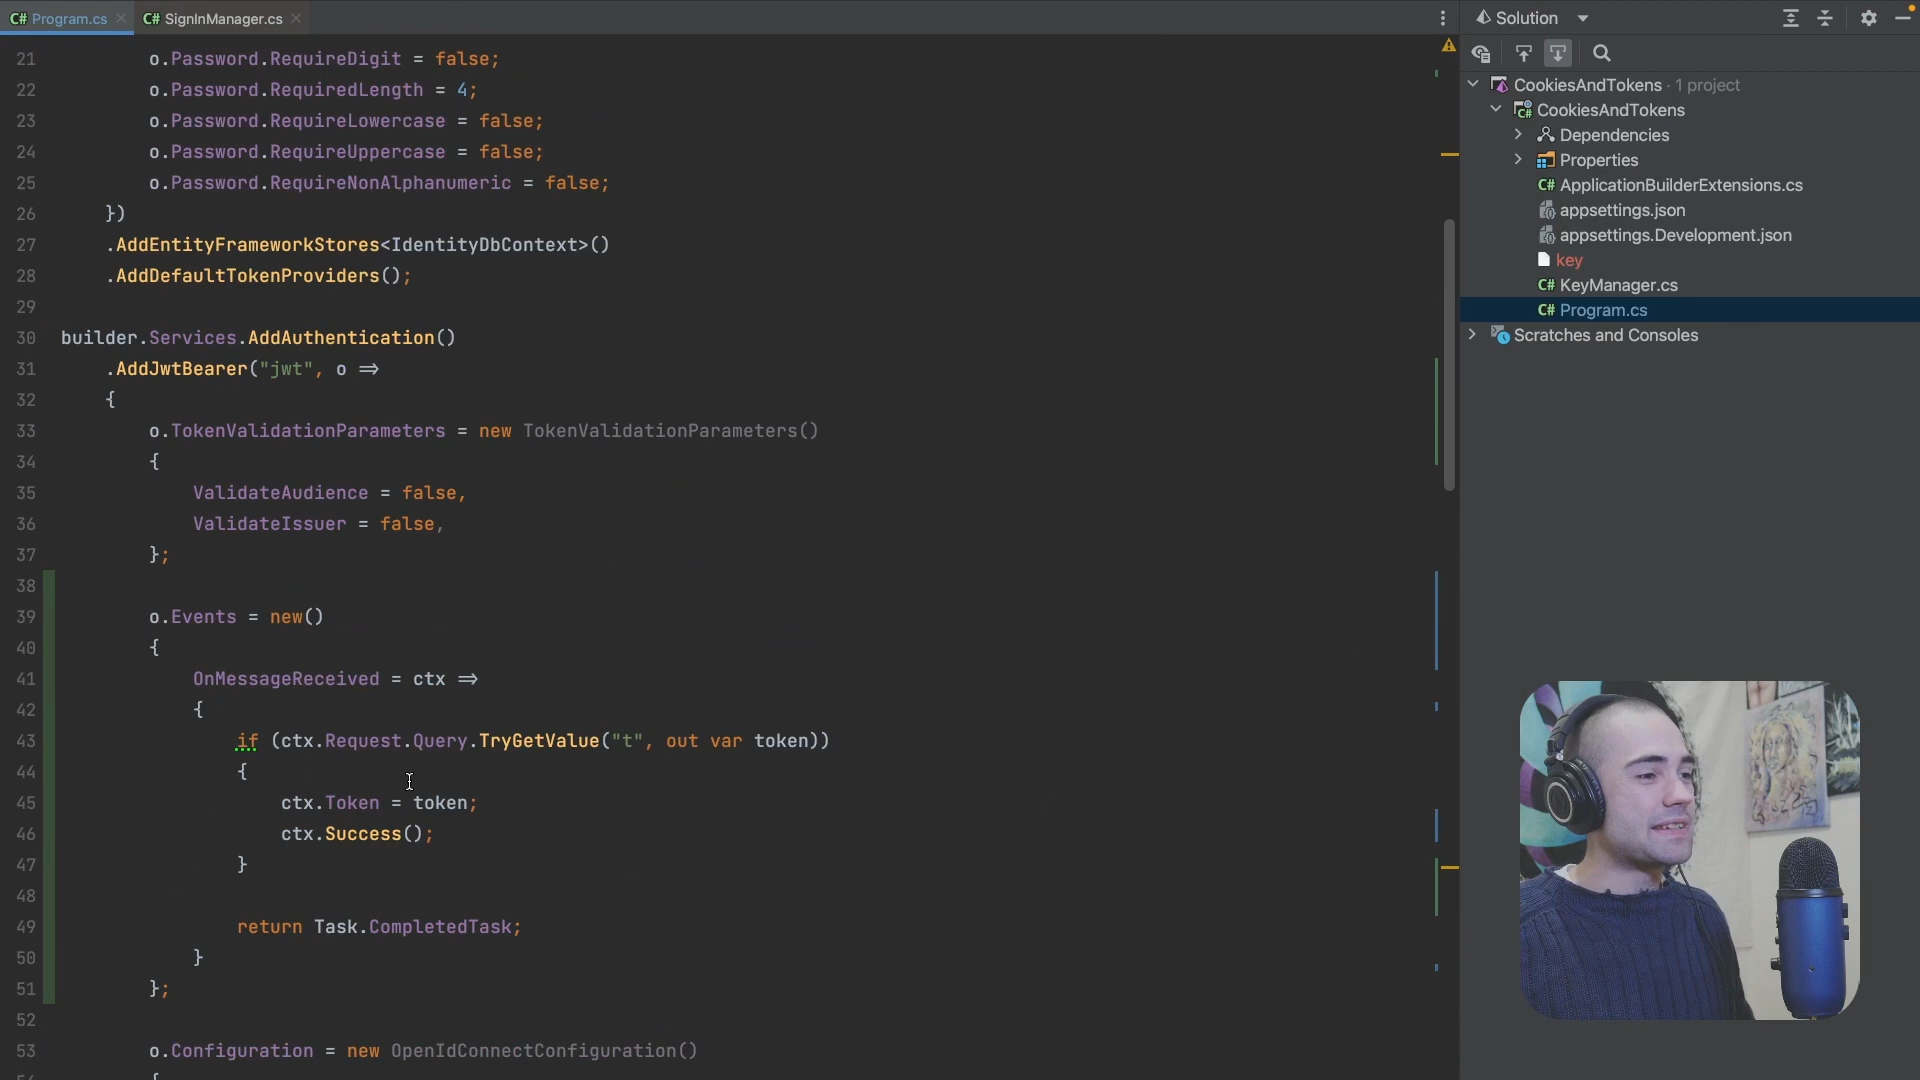 C# Program.cs
C# SignInManager.cs
21 o.Password.RequireDigit = false;
22 o.Password.RequiredLength = 4;
23 o.Password.RequireLowercase = false;
24 o.Password.RequireUppercase = false;
25 o.Password.RequireNonAlphanumeric = false;
26 })
27 .AddEntityFrameworkStores<IdentityDbContext>()
28 .AddDefaultTokenProviders();
29
30 builder.Services.AddAuthentication()
31 .AddJwtBearer("jwt", o =>
32 {
33 o.TokenValidationParameters = new TokenValidationParameters()
34 {
35 ValidateAudience = false,
36 ValidateIssuer = false,
37 };
38
39 o.Events = new()
40 {
41 OnMessageReceived = ctx =>
42 {
43 if (ctx.Request.Query.TryGetValue("t", out var token))
44 {
45 ctx.Token = token;
46 ctx.Success();
47 }
48
49 return Task.CompletedTask;
50 }
51 };
52
53 o.Configuration = new OpenIdConnectConfiguration()
Solution
CookiesAndTokens · 1 project
C# CookiesAndTokens
Dependencies
Properties
C# ApplicationBuilderExtensions.cs
appsettings.json
appsettings.Development.json
key
C# KeyManager.cs
C# Program.cs
Scratches and Consoles